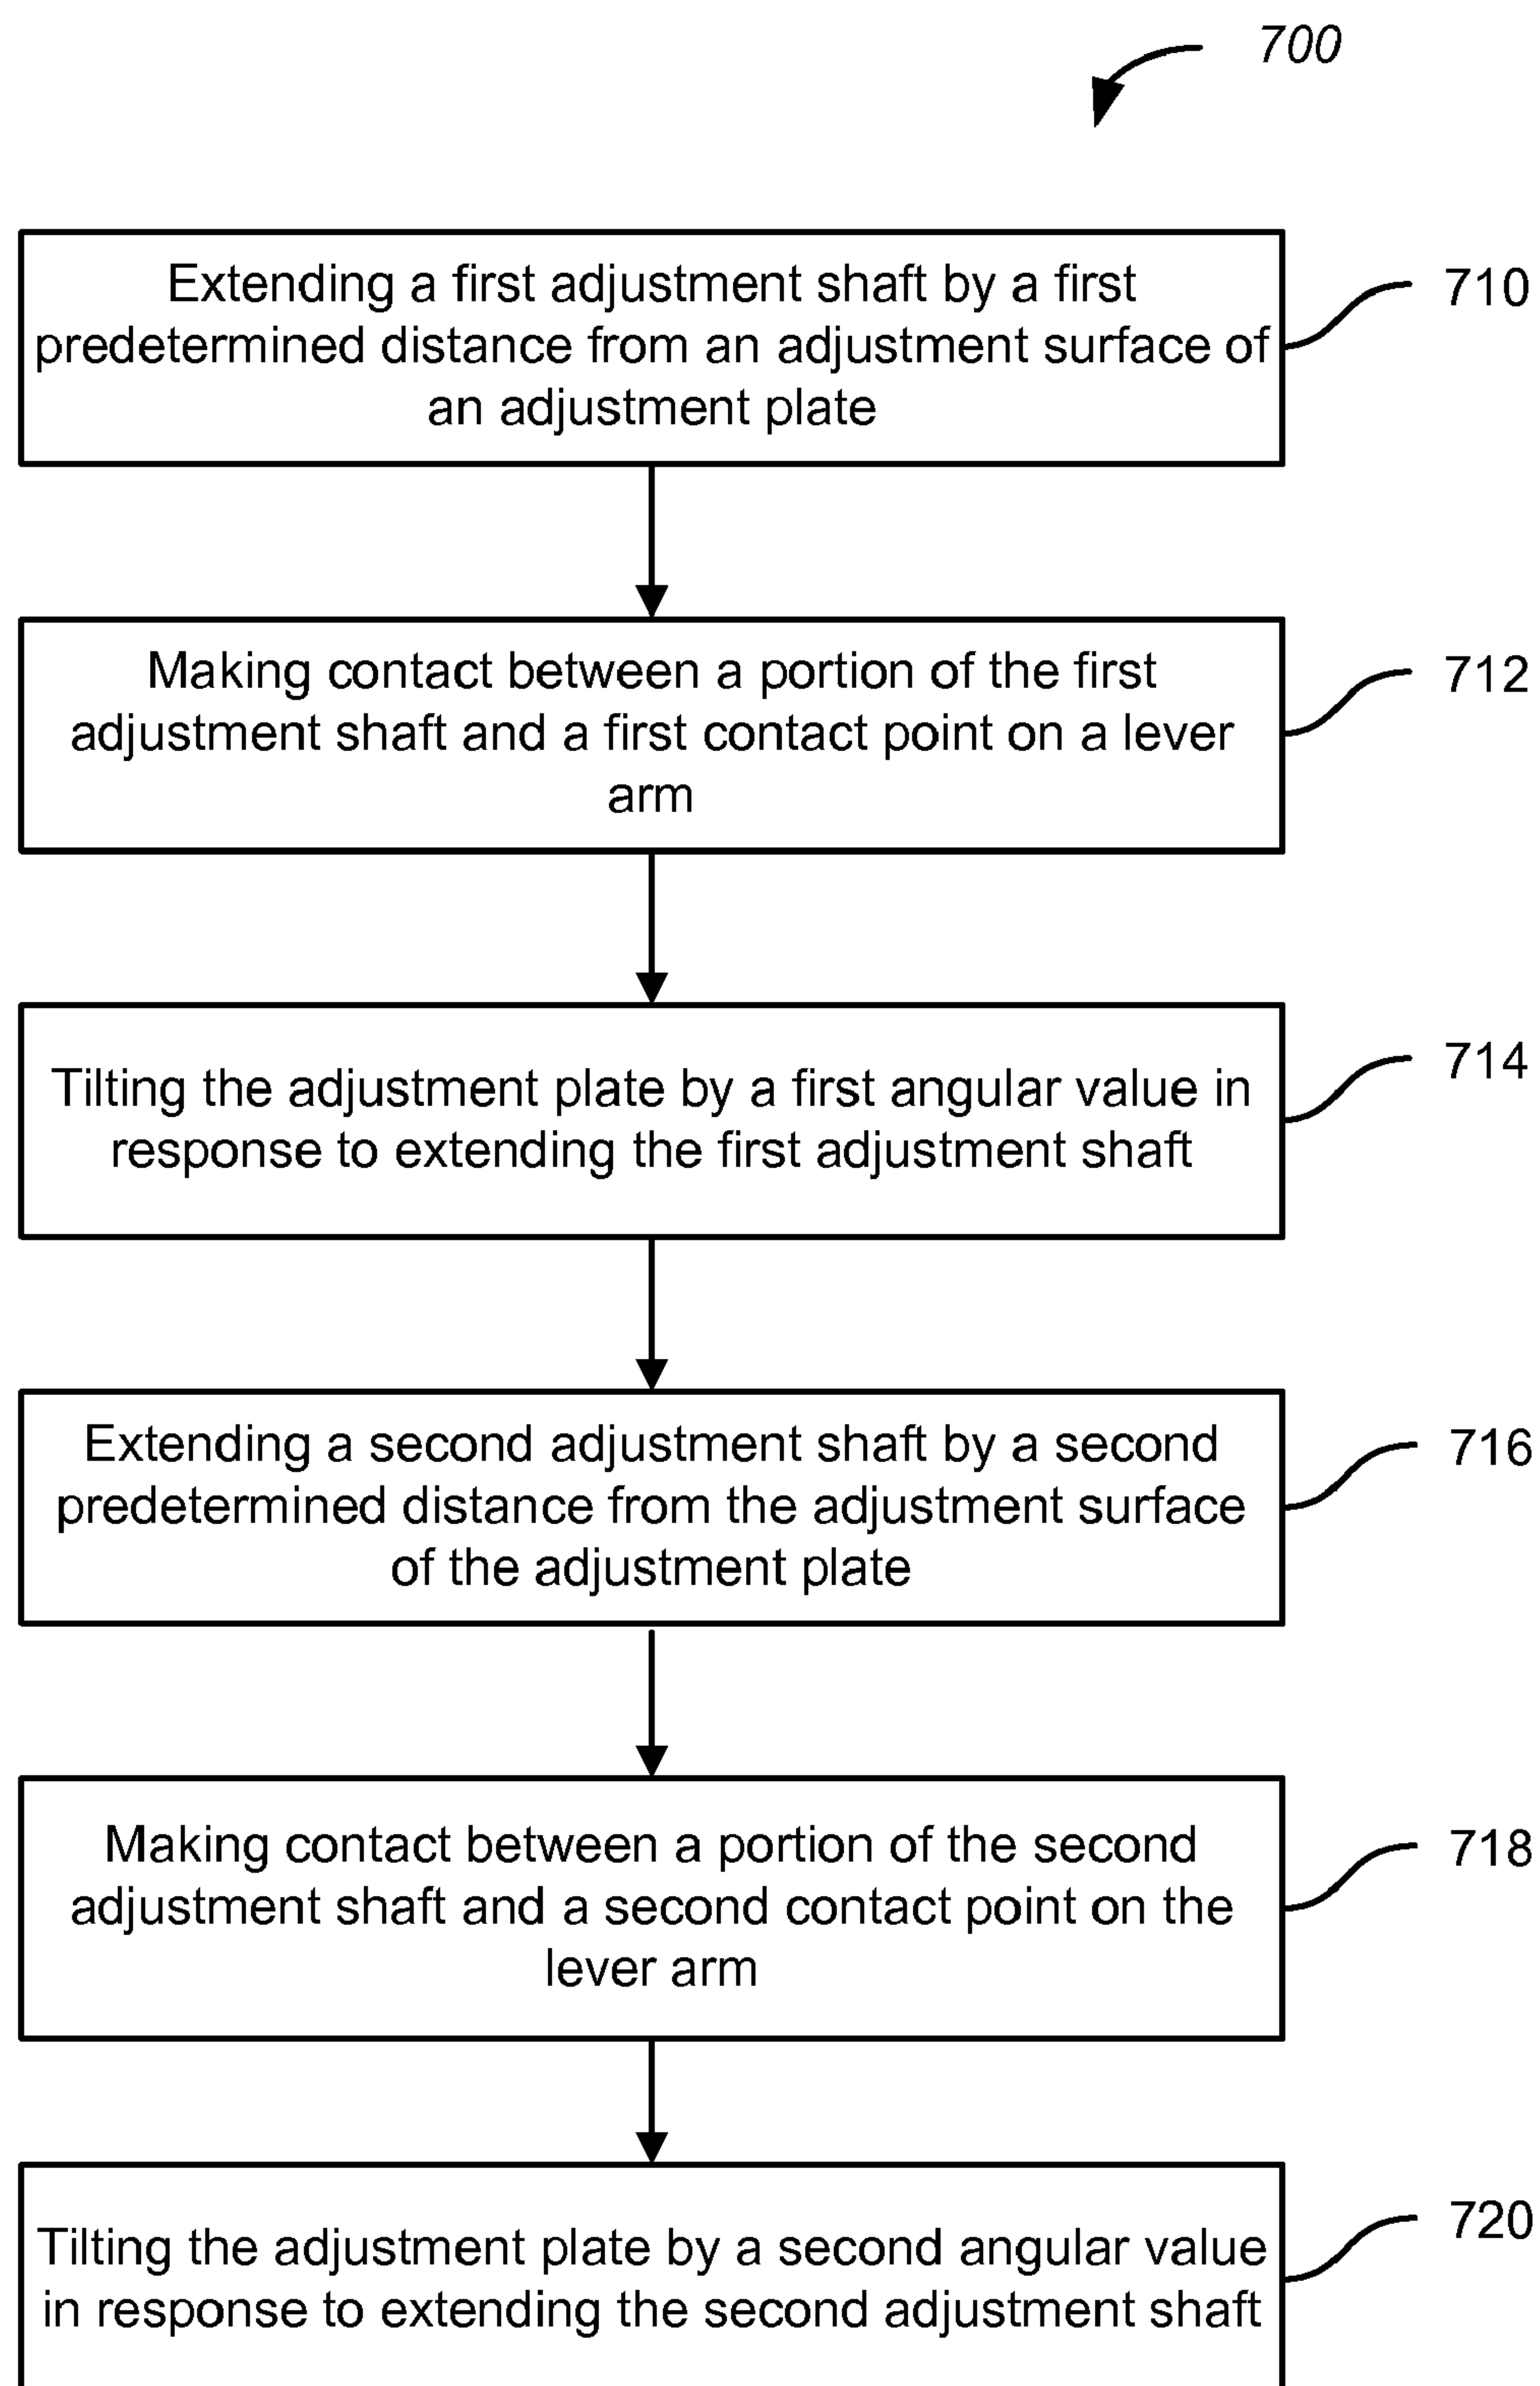 700
Extending a first adjustment shaft by a first
predetermined distance from an adjustment surface of
an adjustment plate
710
Making contact between a portion of the first
adjustment shaft and a first contact point on a lever
arm
712
Tilting the adjustment plate by a first angular value in
response to extending the first adjustment shaft
714
Extending a second adjustment shaft by a second
predetermined distance from the adjustment surface
of the adjustment plate
716
Making contact between a portion of the second
adjustment shaft and a second contact point on the
lever arm
718
Tilting the adjustment plate by a second angular value
in response to extending the second adjustment shaft
720